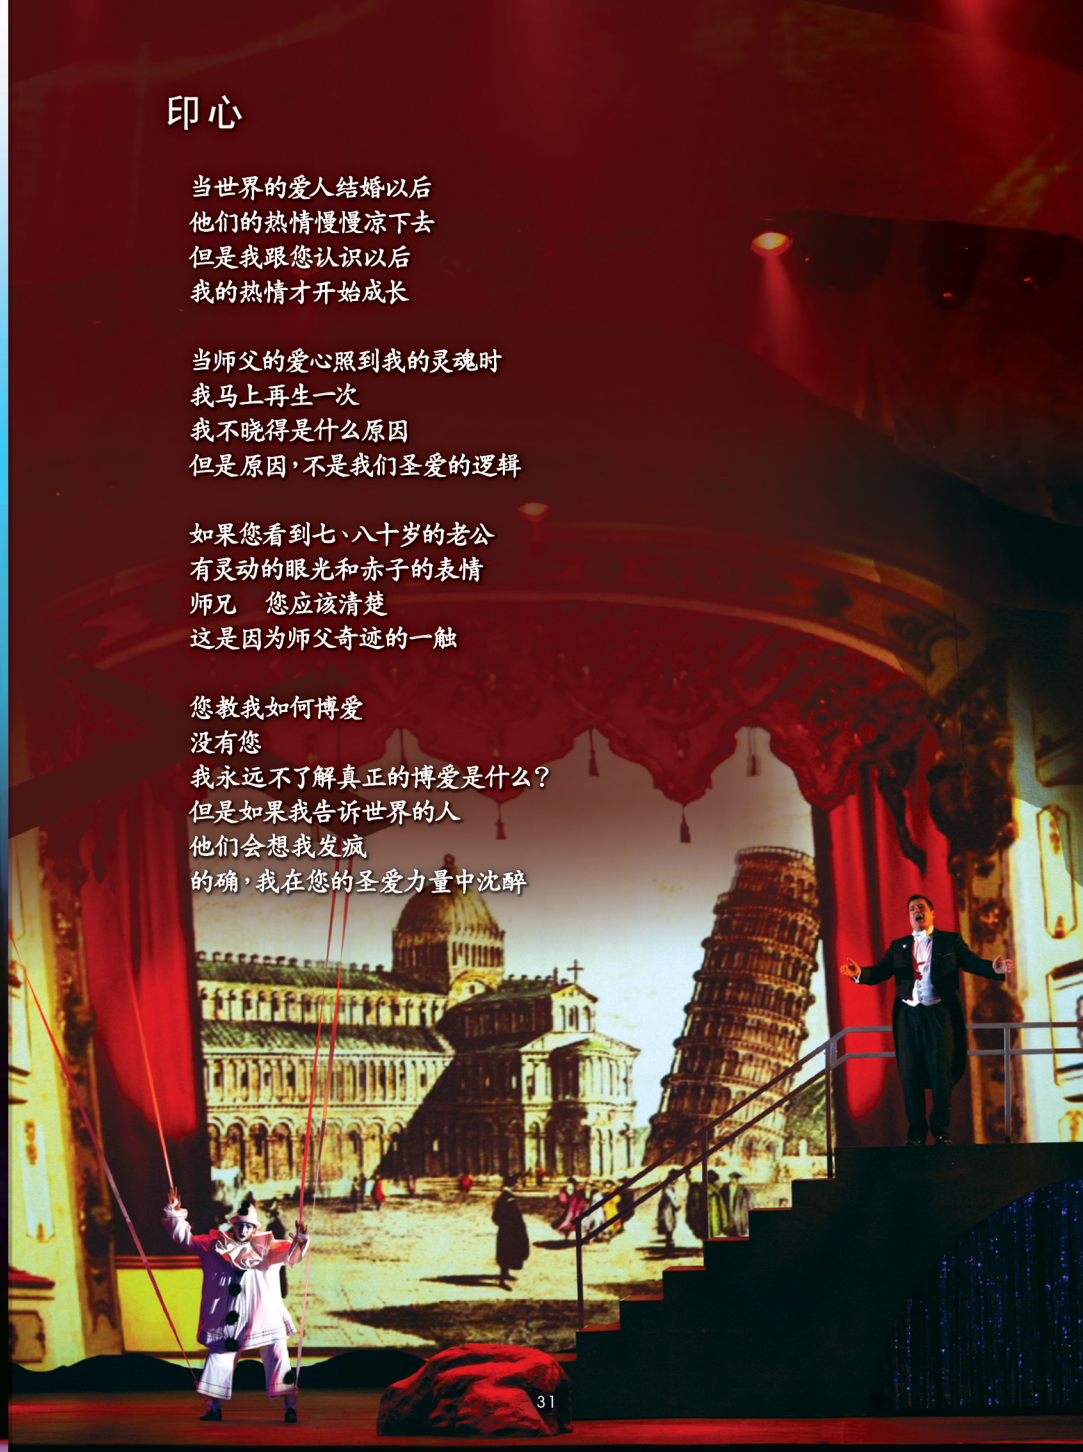 印心
当世界的爱人结婚以后
他们的热情慢慢凉下去
但是我跟您认识以后
我的热情才开始成长
当师父的爱心照到我的灵魂时
我马上再生一次
我不晓得是什么原因
但是原因，不是我们圣爱的逻辑
如果您看到七、八十岁的老公
有灵动的眼光和赤子的表情
师兄　您应该清楚
这是因为师父奇迹的一触
您教我如何博爱
没有您
我永远不了解真正的博爱是什么？
但是如果我告诉世界的人
他们会想我发疯
的确，我在您的圣爱力量中沈醉
31